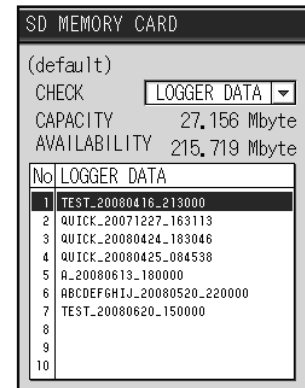 SD MEMORY CARD
(default)
CHECK LOGGER DATA
CAPACITY 27.156 Mbyte
AVAILABILITY 215.719 Mbyte
No LOGGER DATA
1 TEST_20080416_213000
2 QUICK_20071227_163113
3 QUICK_20080424_183046
4 QUICK_20080425_084538
5 A_20080613_180000
6 ABCDEFGHIJ_20080520_220000
7 TEST_20080620_150000
8
9
10